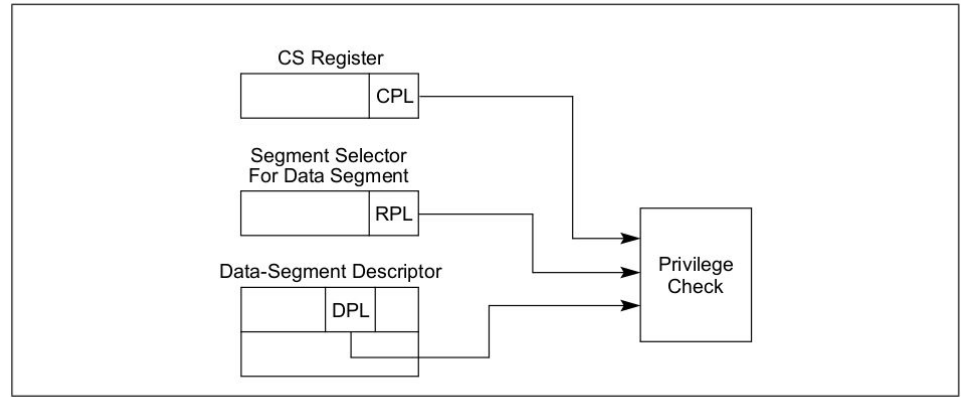 CS Register
CPL
Segment Selector
For Data Segment
RPL
Data-Segment Descriptor
DPL
Privilege
Check